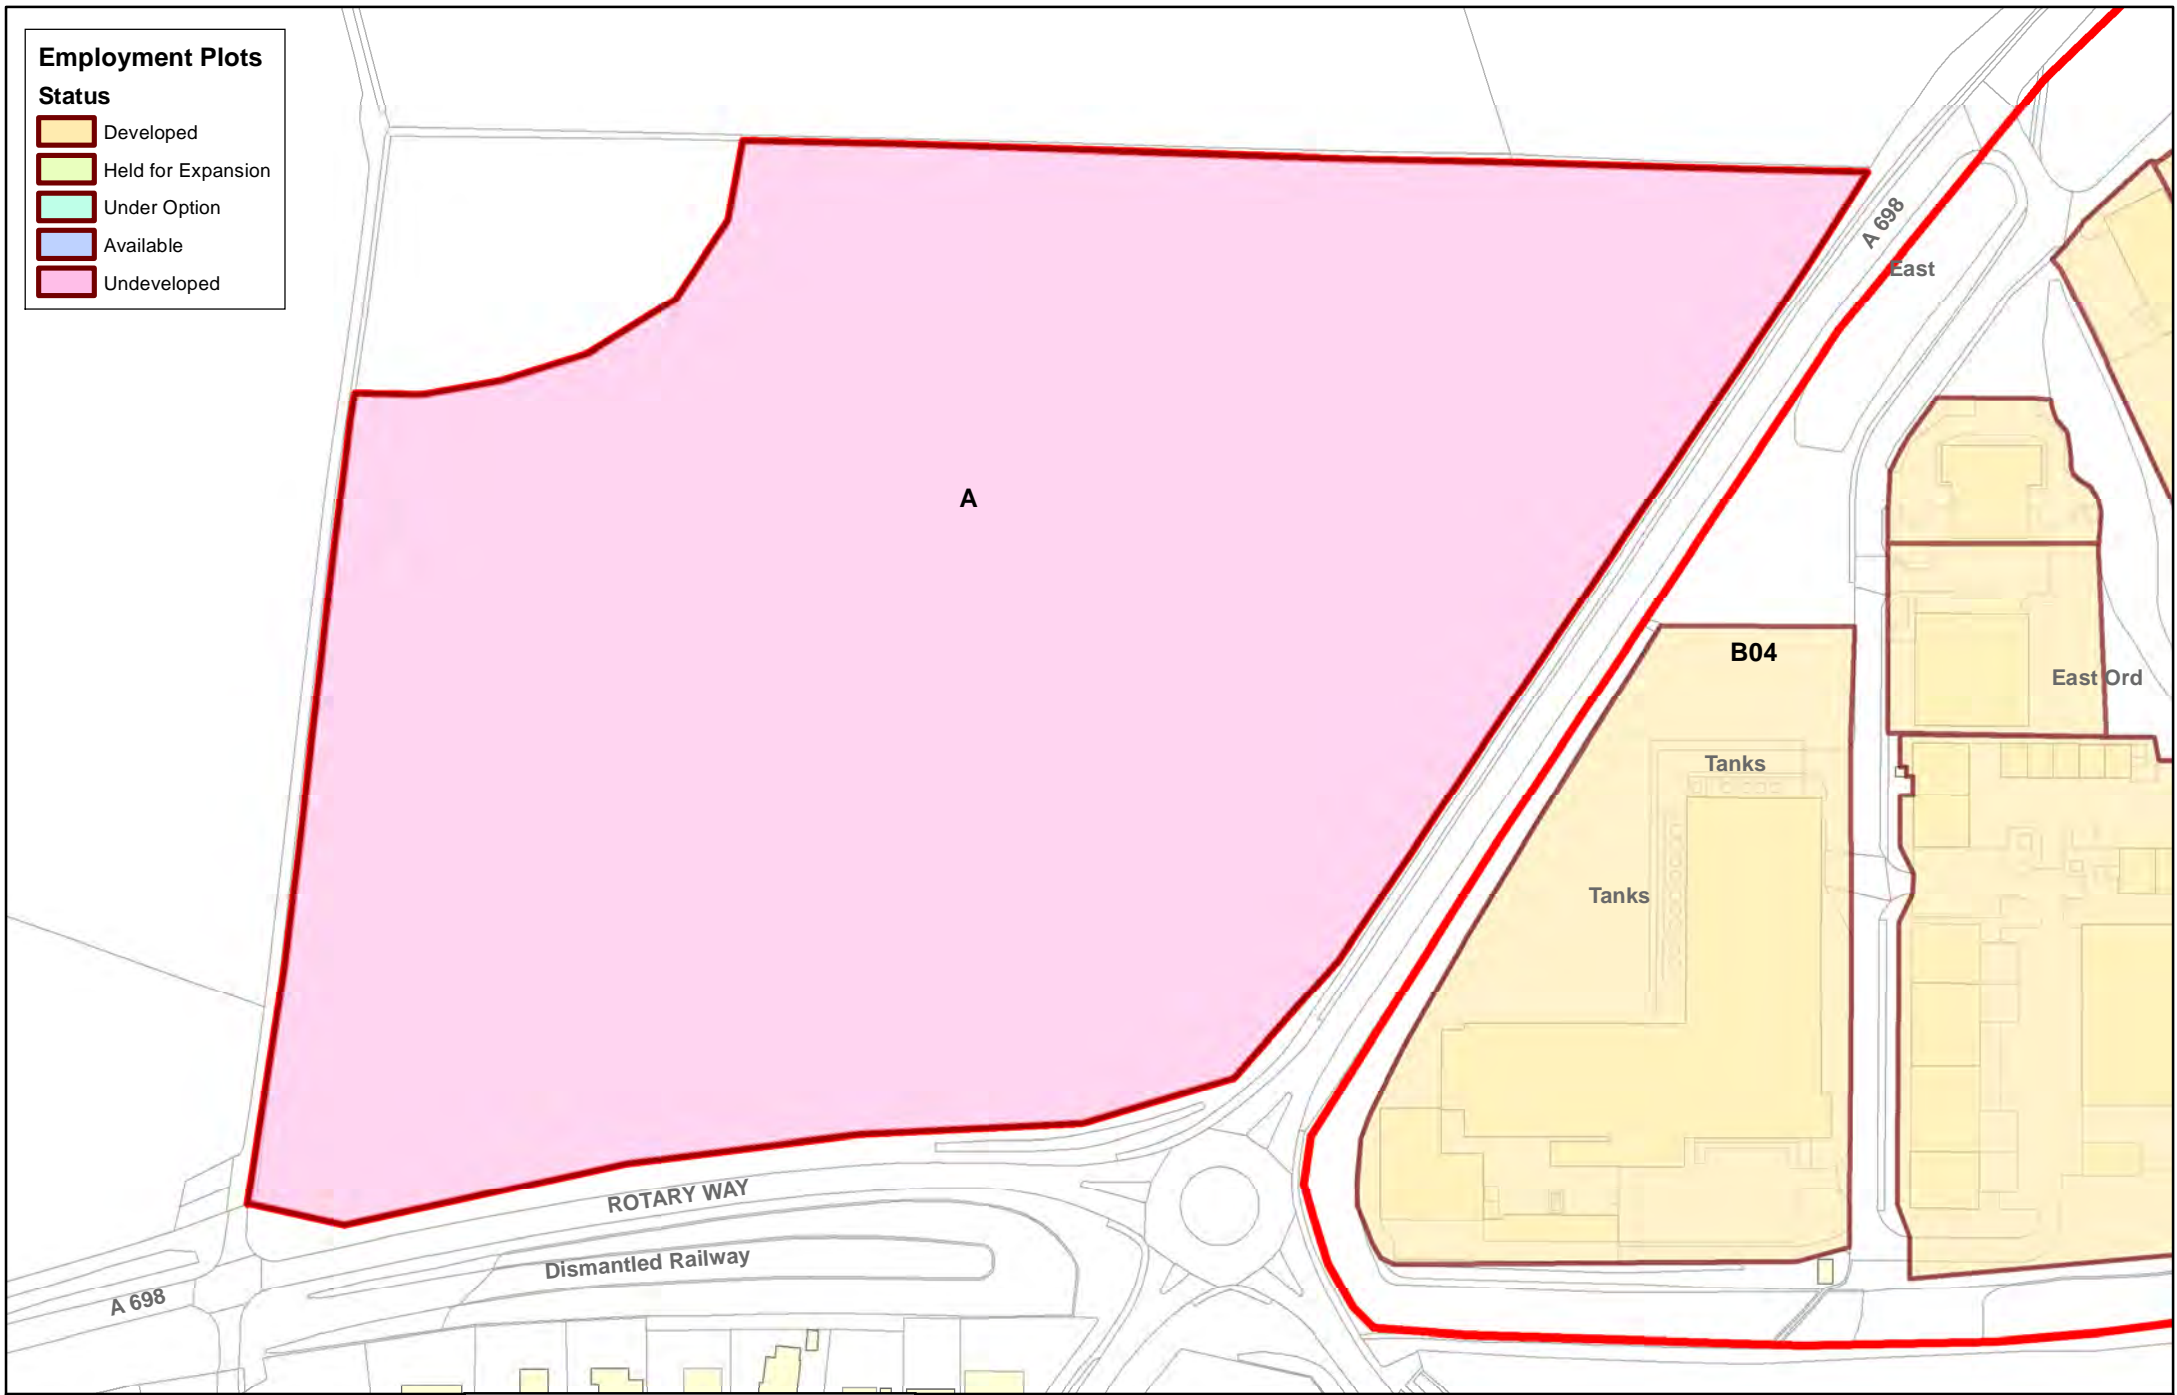 Employment Plots
Status
Developed
Held for Expansion
Under Option
Available
Undeveloped
A 698
East
A
B04
East Ord
Tanks
Tanks
ROTARY WAY
Dismantled Railway
A 698